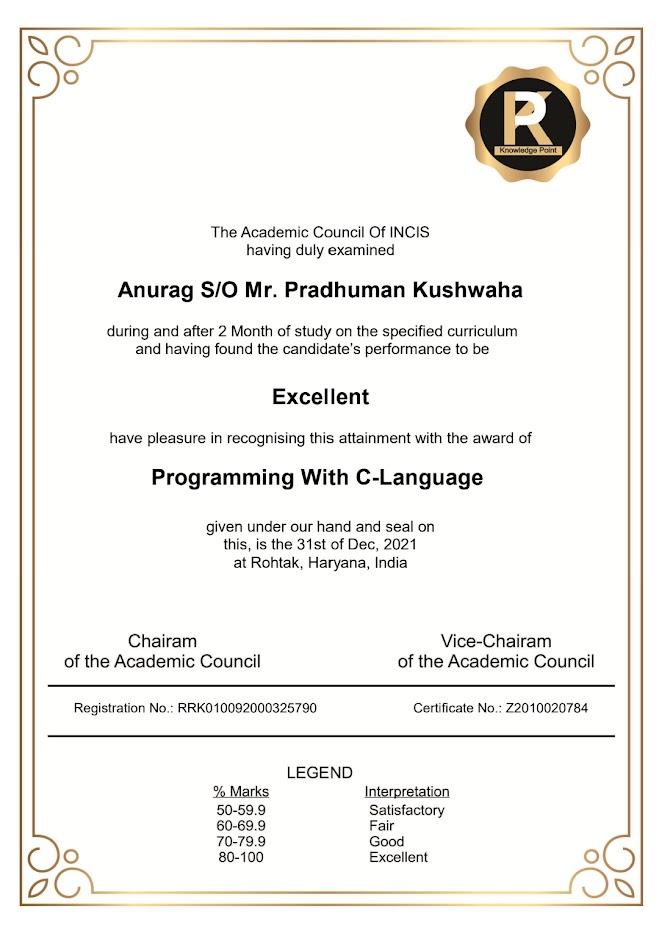 RK
Knowledge Point
The Academic Council Of INCIS
having duly examined
Anurag S/O Mr. Pradhuman Kushwaha
during and after 2 Month of study on the specified curriculum
and having found the candidate's performance to be
Excellent
have pleasure in recognising this attainment with the award of
Programming With C-Language
given under our hand and seal on
this, is the 31st of Dec, 2021
at Rohtak, Haryana, India
Chairam Vice-Chairam
of the Academic Council of the Academic Council
Registration No.: RRK010092000325790 Certificate No.: Z2010020784
LEGEND
% Marks Interpretation
50-59.9 Satisfactory
60-69.9 Fair
70-79.9 Good
80-100 Excellent